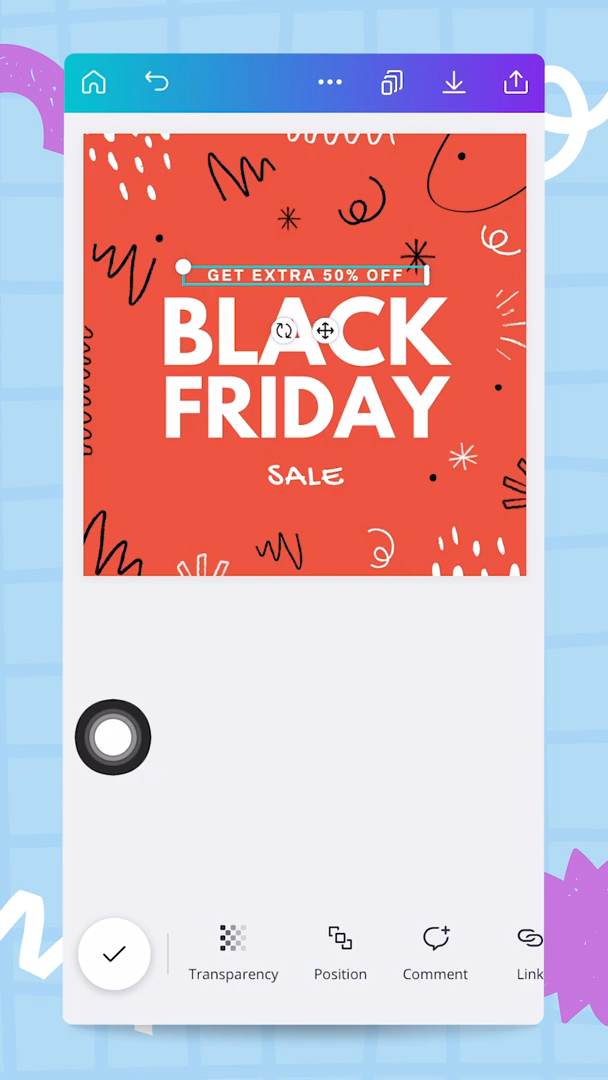 GET EXTRA 50% OFF
BLACK
FRIDAY
SALE
Transparency
Position
Comment
Link